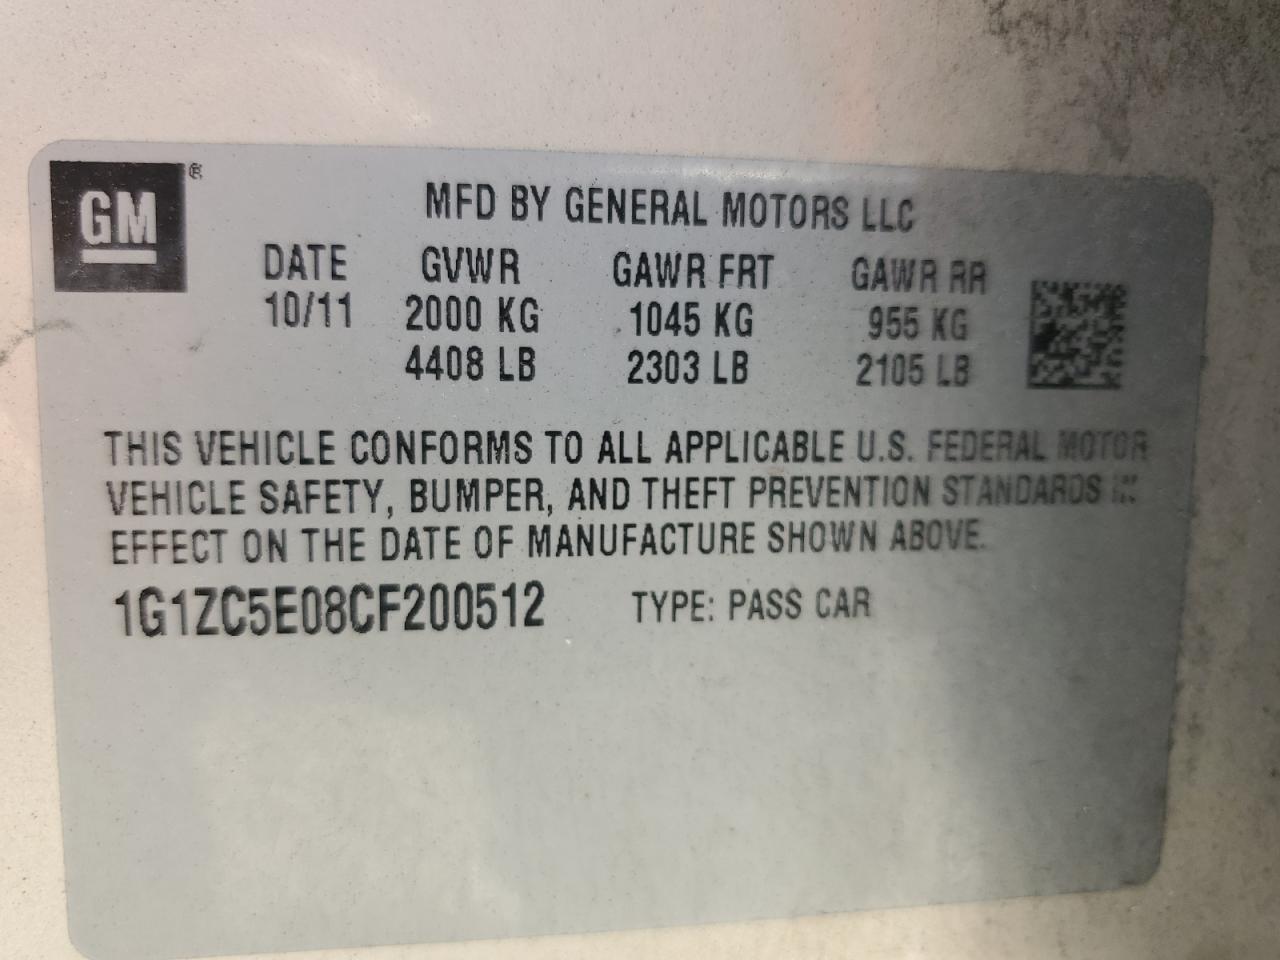 GM®
MFD BY GENERAL MOTORS LLC
DATE GVWR GAWR FRT GAWR RR
10/11 2000 KG 1045 KG 955 KG
4408 LB 2303 LB 2105 LB
THIS VEHICLE CONFORMS TO ALL APPLICABLE U.S. FEDERAL MOTOR
VEHICLE SAFETY, BUMPER, AND THEFT PREVENTION STANDARDS IN
EFFECT ON THE DATE OF MANUFACTURE SHOWN ABOVE.
1G1ZC5E08CF200512 TYPE: PASS CAR